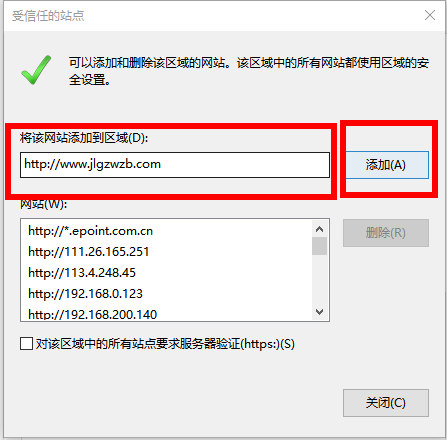 受信任的站点
可以添加和删除该区域的网站。该区域中的所有网站都使用区域的安
全设置。
将该网站添加到区域(D):
http://www.jlgzwzb.com
添加(A)
网站(W):
http://*.epoint.com.cn
http://111.26.165.251
http://113.4.248.45
http://192.168.0.123
http://192.168.200.140
删除(R)
对该区域中的所有站点要求服务器验证(https:)(S)
关闭(C)